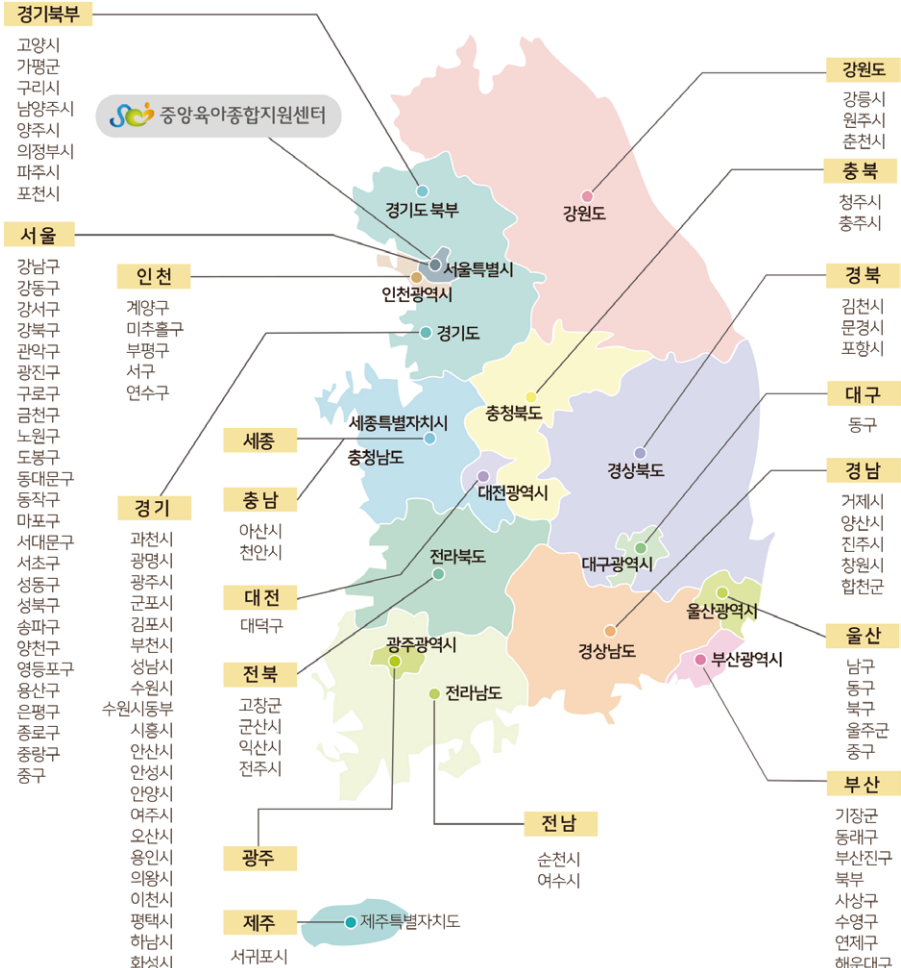 경기북부
고양시
가평군
구리시
남양주시
양주시
의정부시
파주시
포천시
중앙육아종합지원센터
강원도
강릉시
원주시
춘천시
충북
청주시
충주시
서울
강남구
강동구
강서구
강북구
관악구
광진구
구로구
금천구
노원구
도봉구
동대문구
동작구
마포구
서대문구
서초구
성동구
성북구
송파구
양천구
영등포구
용산구
은평구
종로구
중랑구
중구
인천
계양구
미추홀구
부평구
서구
연수구
경기
과천시
광명시
광주시
군포시
김포시
부천시
성남시
수원시
수원시동부
시흥시
안산시
안성시
안양시
여주시
오산시
용인시
의왕시
이천시
평택시
하남시
화성시
세종
충남
아산시
천안시
대전
대덕구
전북
고창군
군산시
익산시
전주시
광주
제주
서귀포시
경기도 북부
강원도
서울특별시
인천광역시
경기도
충청북도
세종특별자치시
충청남도
대전광역시
경상북도
전라북도
대구광역시
울산광역시
광주광역시
경상남도
부산광역시
전라남도
제주특별자치도
전남
순천시
여수시
경북
김천시
문경시
포항시
대구
동구
경남
거제시
양산시
진주시
창원시
합천군
울산
남구
동구
북구
울주군
중구
부산
기장군
동래구
부산진구
북부
사상구
수영구
연제구
해운대구